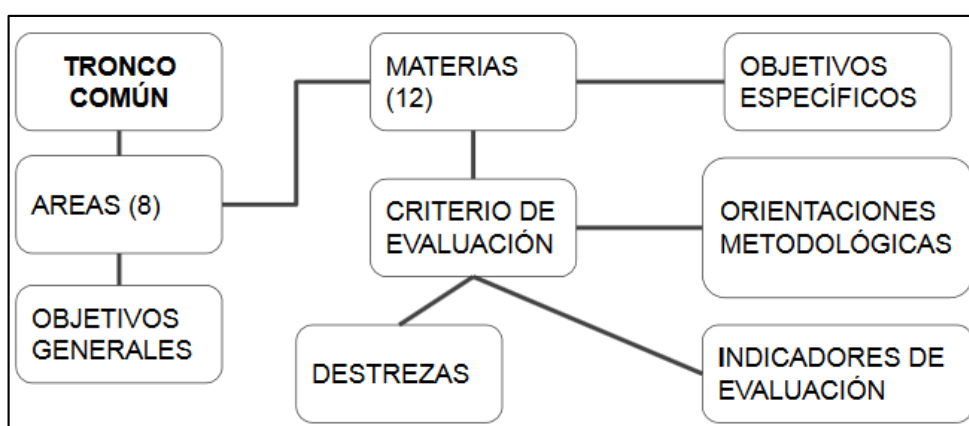 TRONCO
COMÚN
MATERIAS
(12)
OBJETIVOS
ESPECÍFICOS
AREAS (8)
CRITERIO DE
EVALUACIÓN
ORIENTACIONES
METODOLÓGICAS
OBJETIVOS
GENERALES
DESTREZAS
INDICADORES DE
EVALUACIÓN